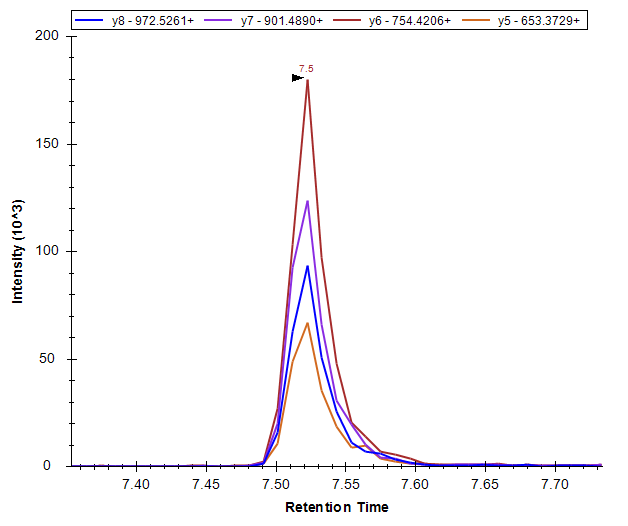 y8 - 972.5261+ y7 - 901.4890+ y6 - 754.4206+ y5 - 653.3729+
200
7.5
150
Intensity (10^3)
100
50
0
7.40 7.45 7.50 7.55 7.60 7.65 7.70
Retention Time